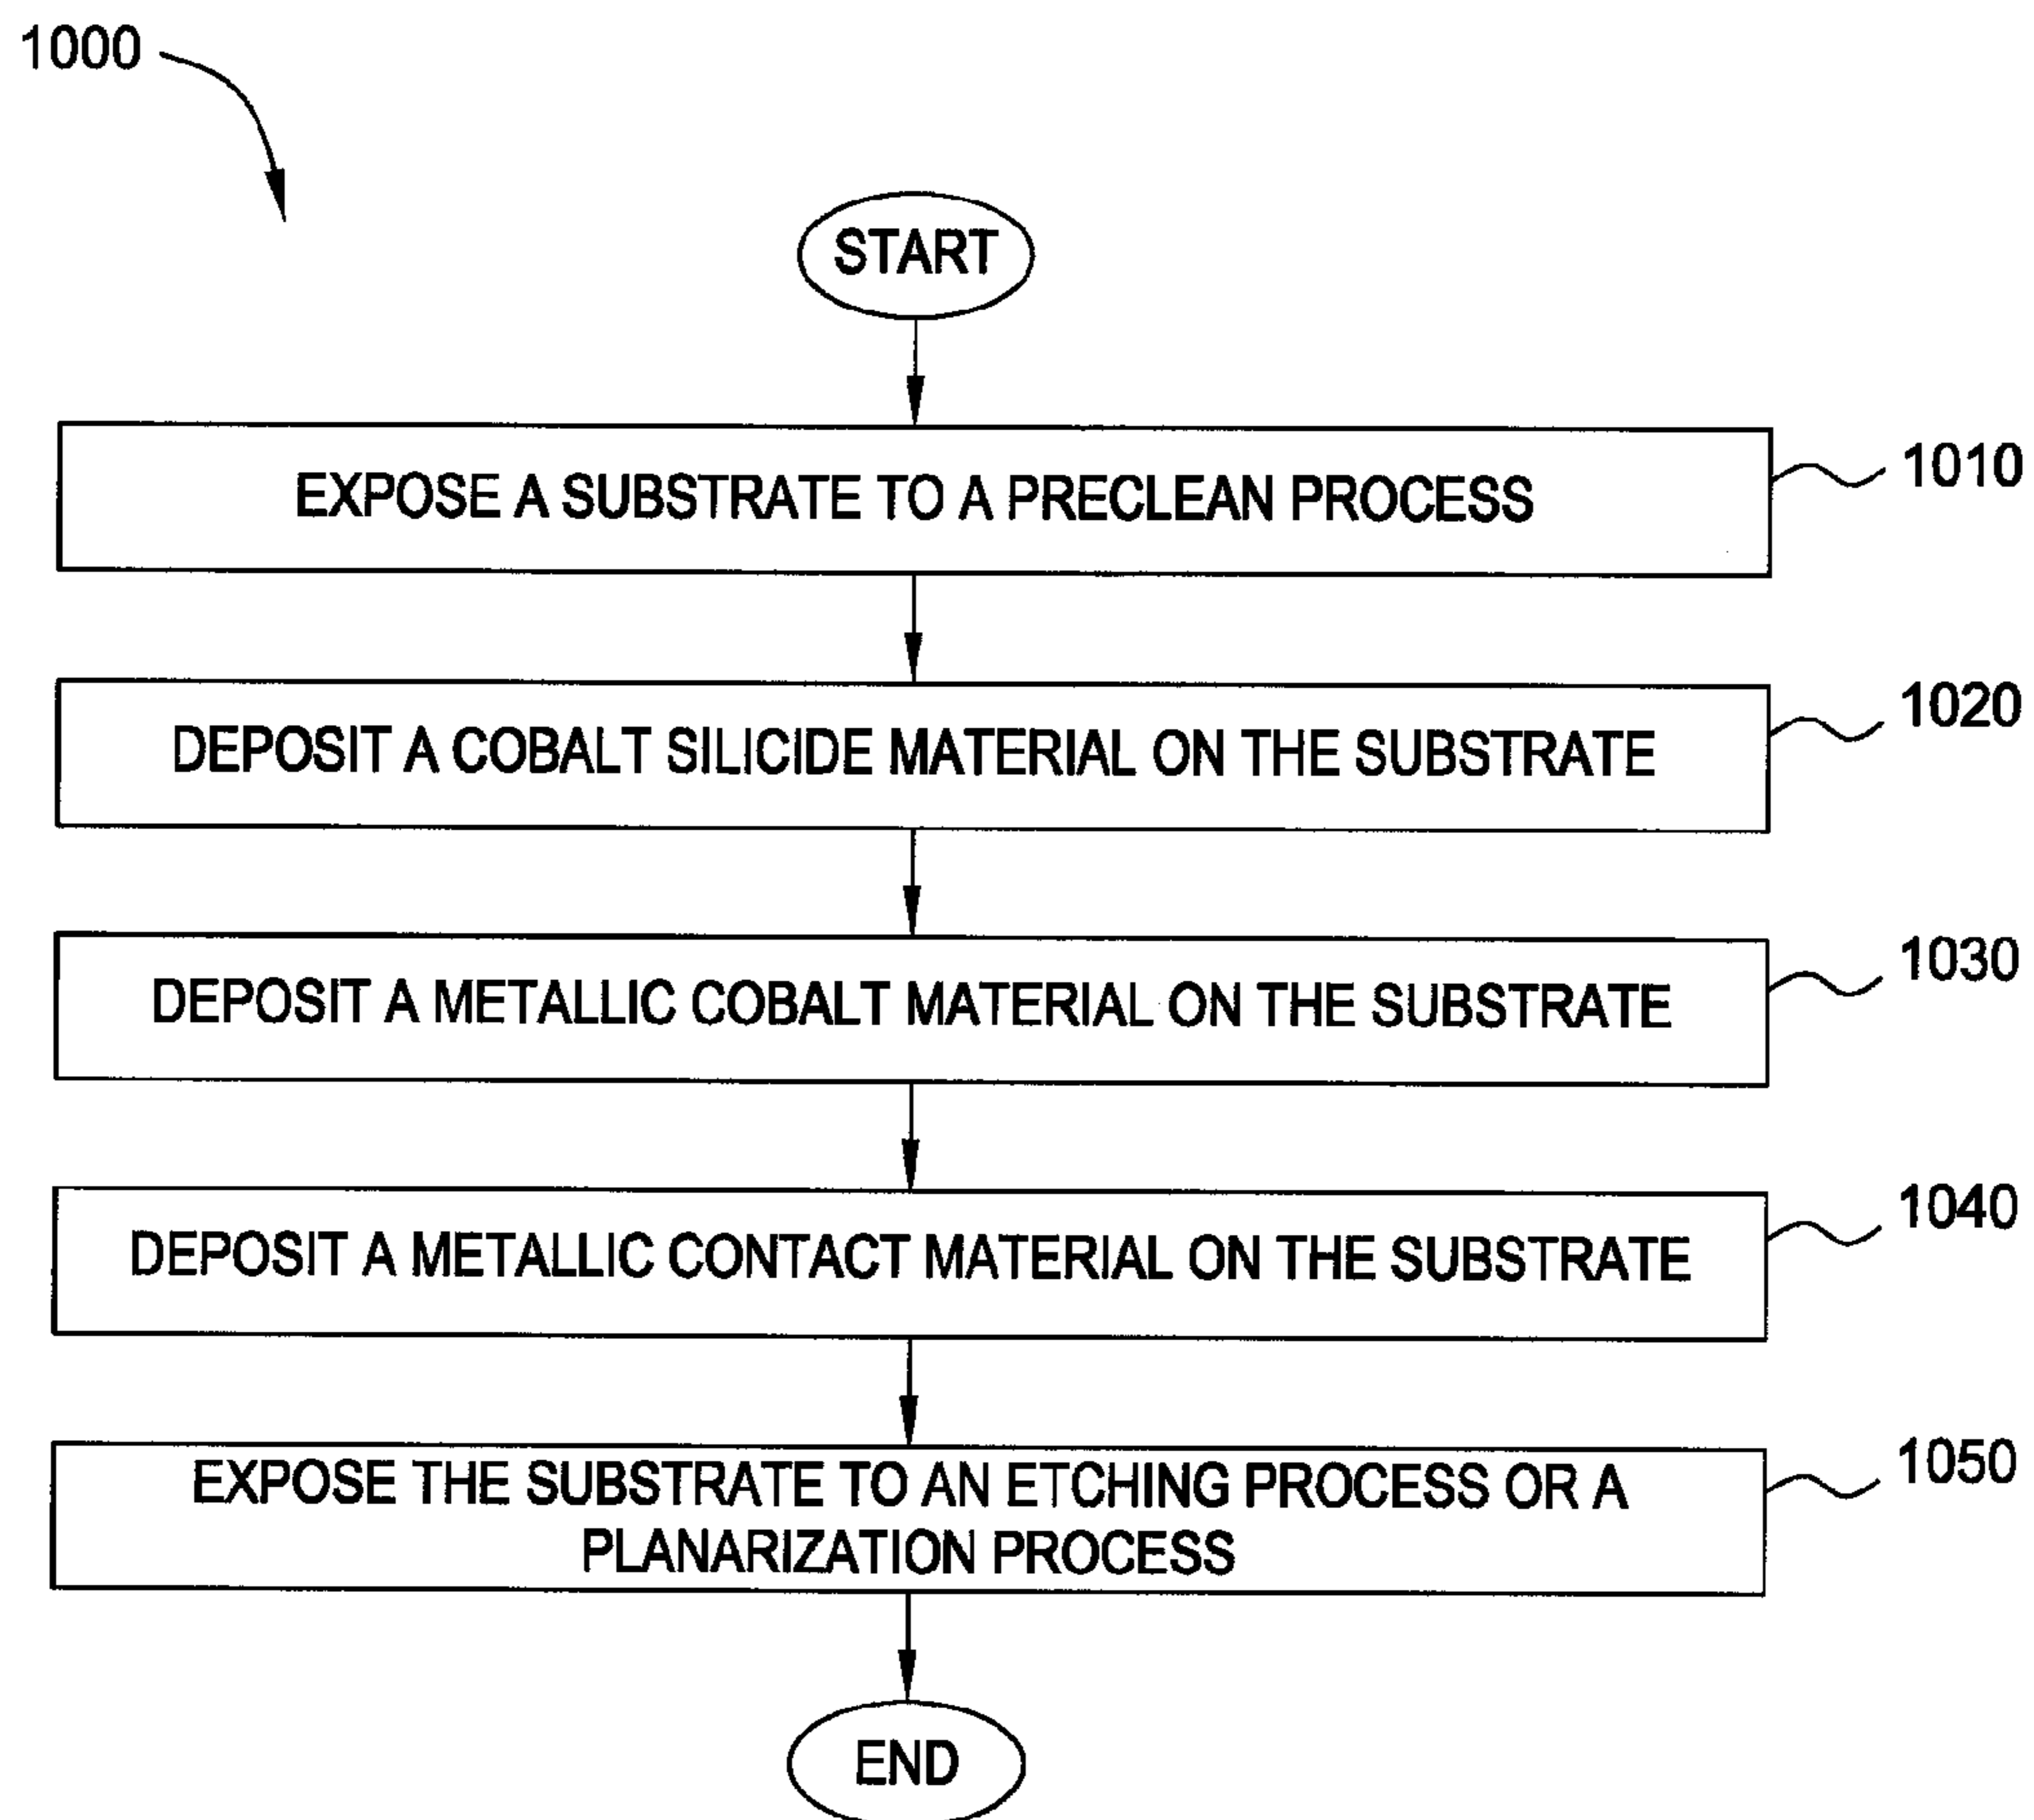 1000
START
EXPOSE A SUBSTRATE TO A PRECLEAN PROCESS
1010
DEPOSIT A COBALT SILICIDE MATERIAL ON THE SUBSTRATE
1020
DEPOSIT A METALLIC COBALT MATERIAL ON THE SUBSTRATE
1030
DEPOSIT A METALLIC CONTACT MATERIAL ON THE SUBSTRATE
1040
EXPOSE THE SUBSTRATE TO AN ETCHING PROCESS OR A
PLANARIZATION PROCESS
1050
END